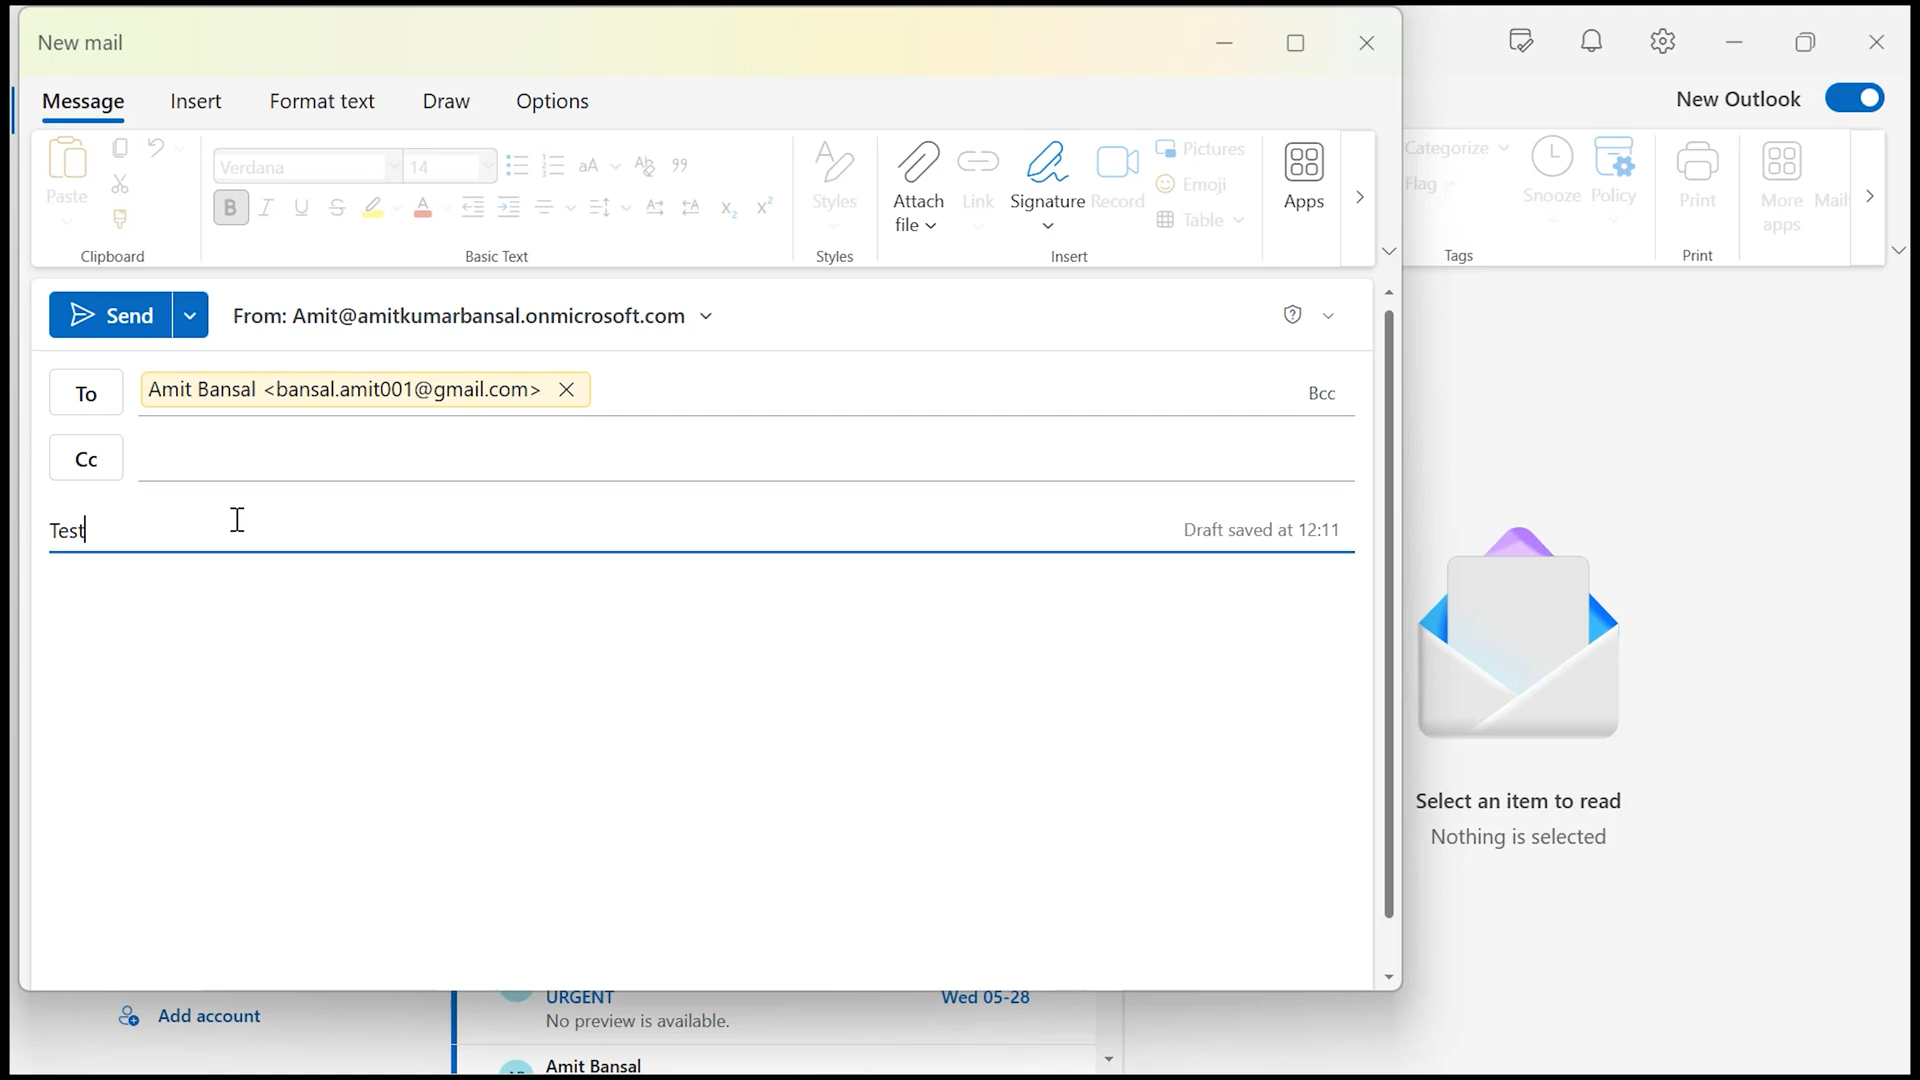 New mail
Message Insert Format text Draw Options
New Outlook
Paste
Verdana 14
Styles
Attach file
Link
Signature
Record
Pictures
Emoji
Table
Apps
Clipboard
Basic Text
Styles
Insert
Categorize
Flag
Snooze
Policy
Print
More apps
Mail
Tags
Print
Send From: Amit@amitkumarbansal.onmicrosoft.com
To Amit Bansal <bansal.amit001@gmail.com> Bcc
Cc
Test Draft saved at 12:11
Select an item to read
Nothing is selected
Add account
URGENT Wed 05-28
No preview is available.
Amit Bansal